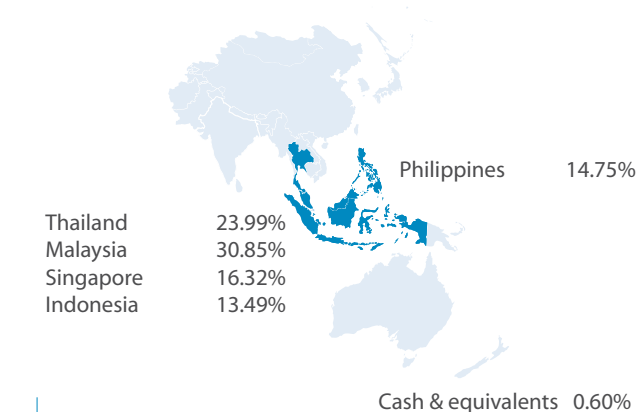 Philippines 14.75%
Thailand 23.99%
Malaysia 30.85%
Singapore 16.32%
Indonesia 13.49%
Cash & equivalents 0.60%